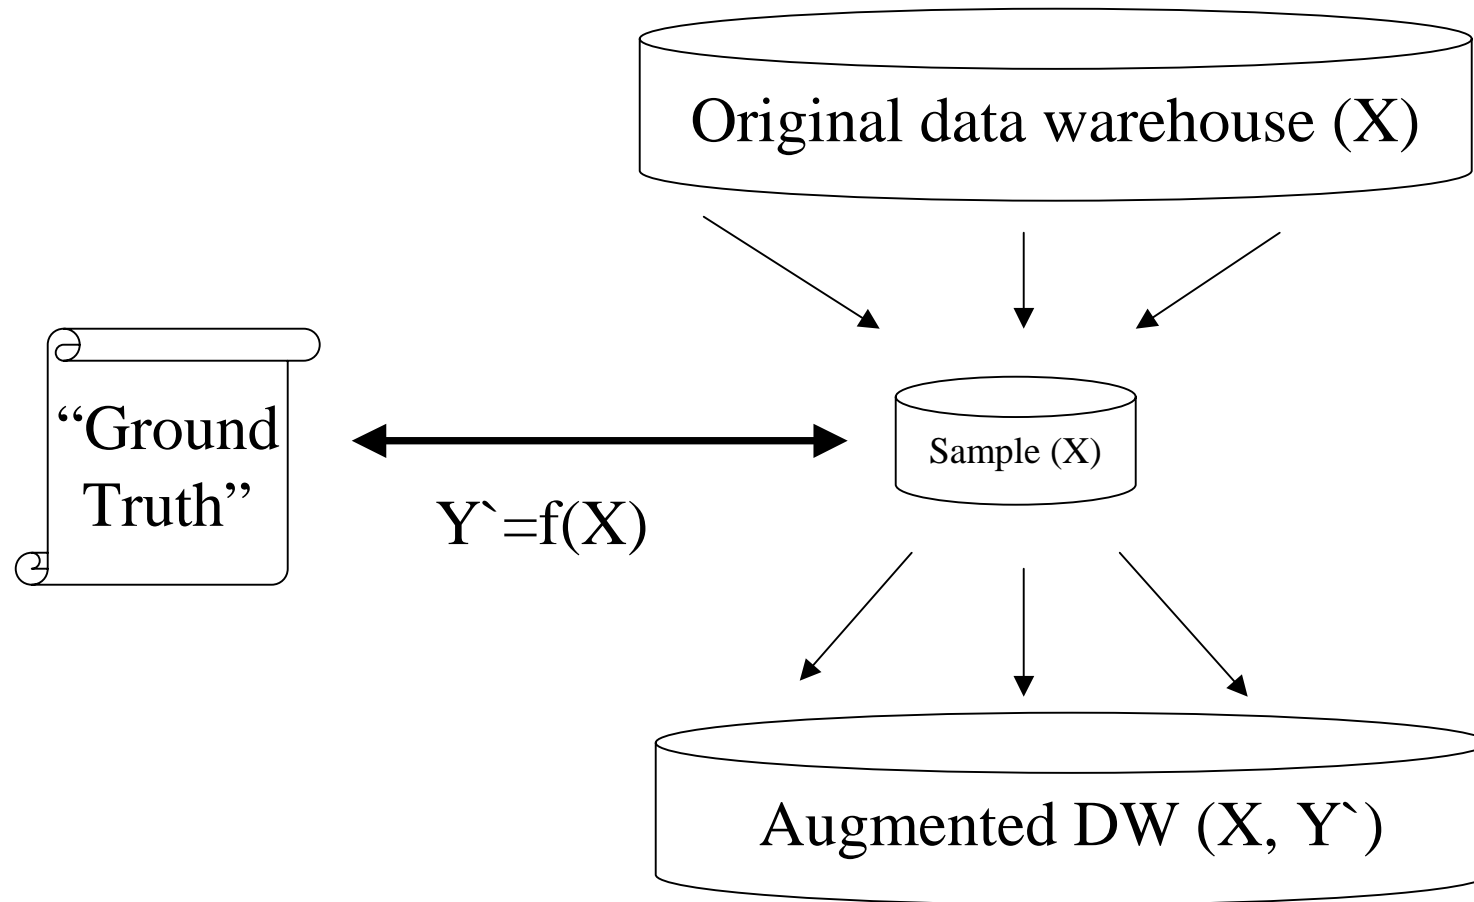 Original data warehouse (X)
“Ground
Truth”
Sample (X)
Y`=f(X)
Augmented DW (X, Y`)